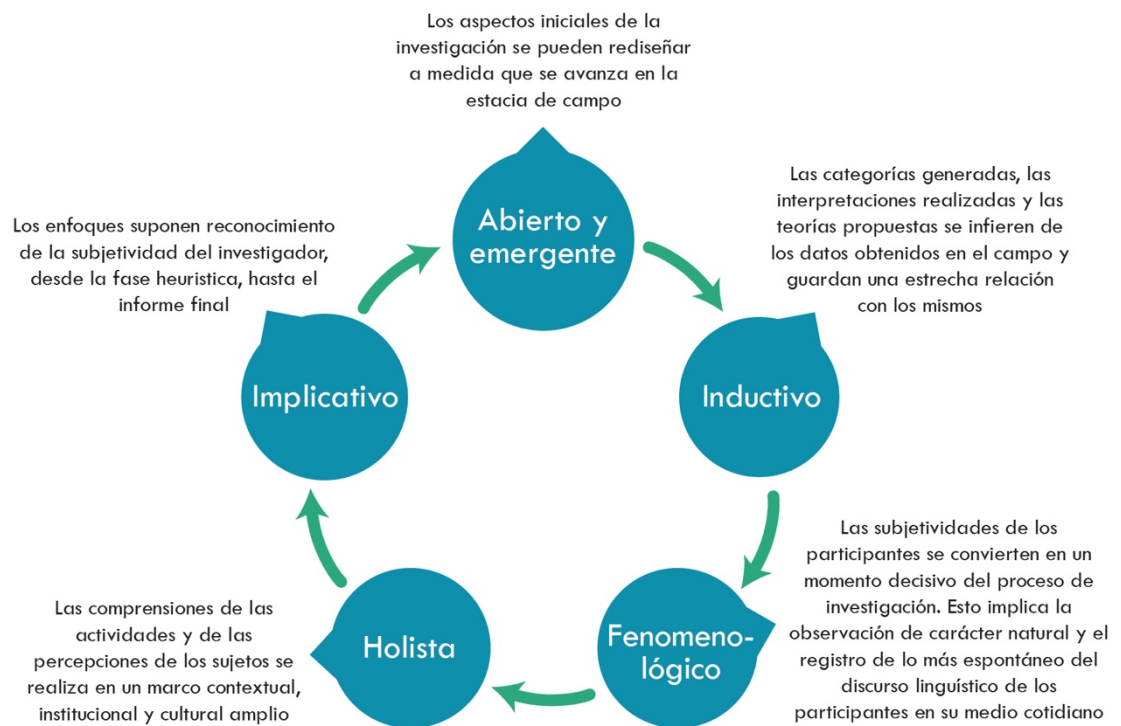 Los aspectos iniciales de la
investigación se pueden rediseñar
a medida que se avanza en la
estacia de campo
Abierto y
emergente
Las categorías generadas, las
interpretaciones realizadas y las
teorías propuestas se infieren de
los datos obtenidos en el campo y
guardan una estrecha relación
con los mismos
Inductivo
Las subjetividades de los
participantes se convierten en un
momento decisivo del proceso de
investigación. Esto implica la
observación de carácter natural y el
registro de lo más espontáneo del
discurso linguístico de los
participantes en su medio cotidiano
Fenomeno-
lógico
Holista
Las comprensiones de las
actividades y de las
percepciones de los sujetos se
realiza en un marco contextual,
institucional y cultural amplio
Implicativo
Los enfoques suponen reconocimiento
de la subjetividad del investigador,
desde la fase heuristica, hasta el
informe final